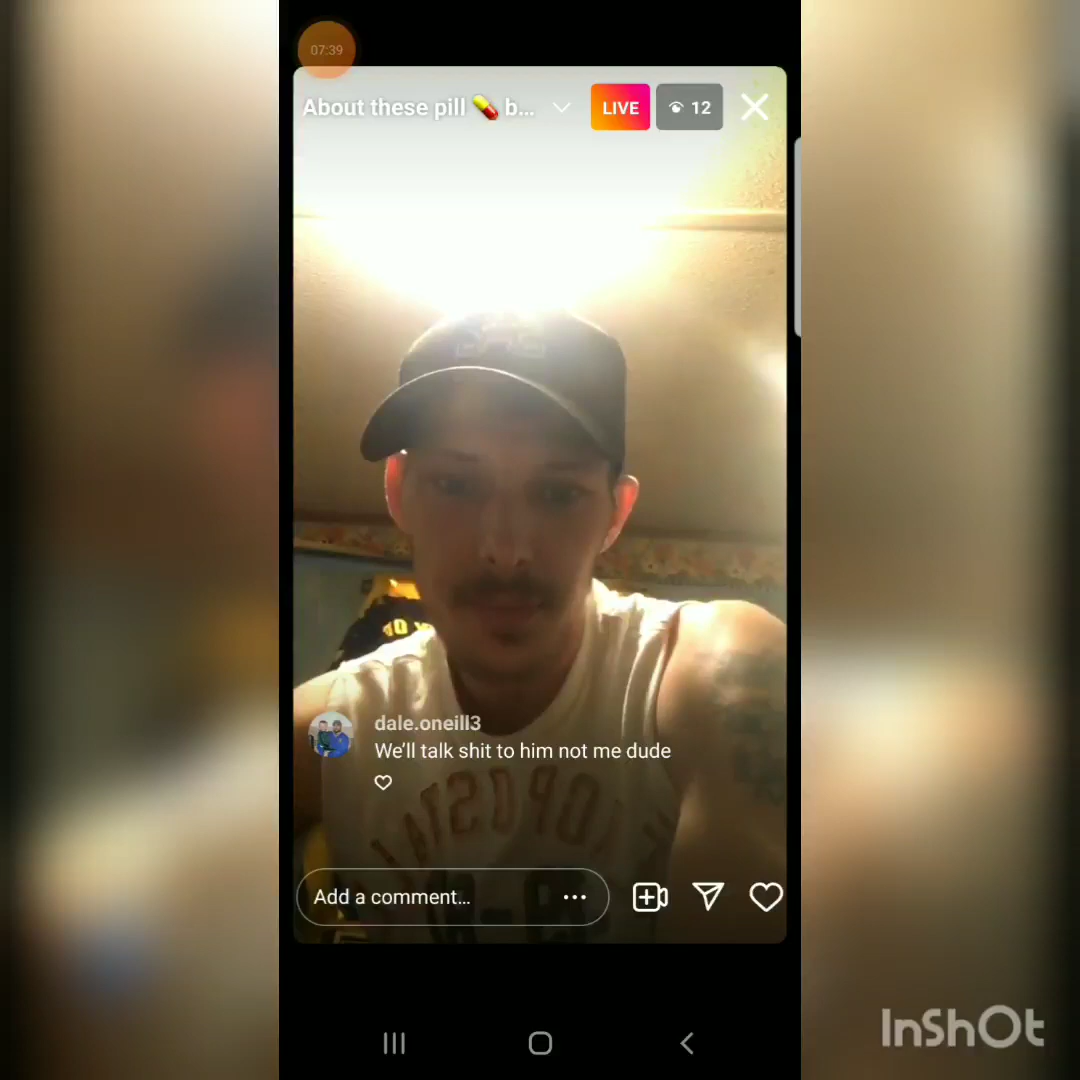 07:39
About these pill 💊 b...
LIVE
12
dale.oneill3
We'll talk shit to him not me dude
Add a comment...
InShOt